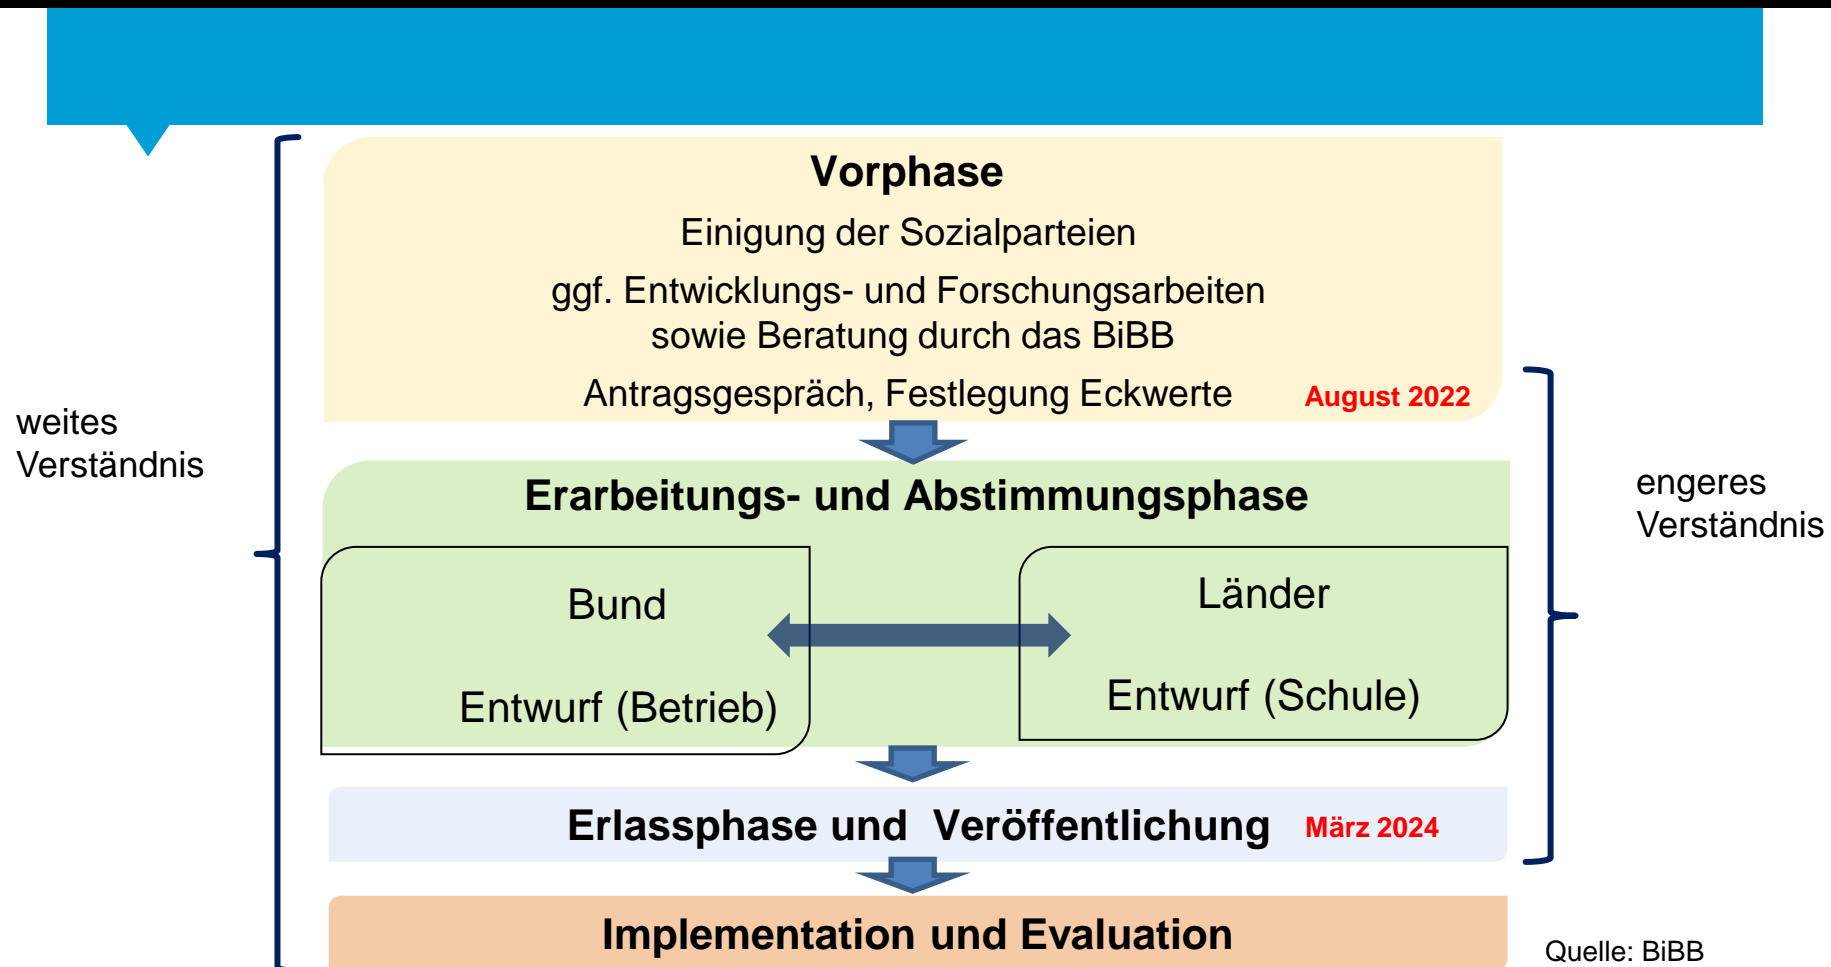 Vorphase
Einigung der Sozialparteien
ggf. Entwicklungs- und Forschungsarbeiten
sowie Beratung durch das BiBB
Antragsgespräch, Festlegung Eckwerte August 2022
weites
Verständnis
Erarbeitungs- und Abstimmungsphase
engeres
Verständnis
Bund
Entwurf (Betrieb)
Länder
Entwurf (Schule)
Erlassphase und Veröffentlichung März 2024
Implementation und Evaluation
Quelle: BiBB